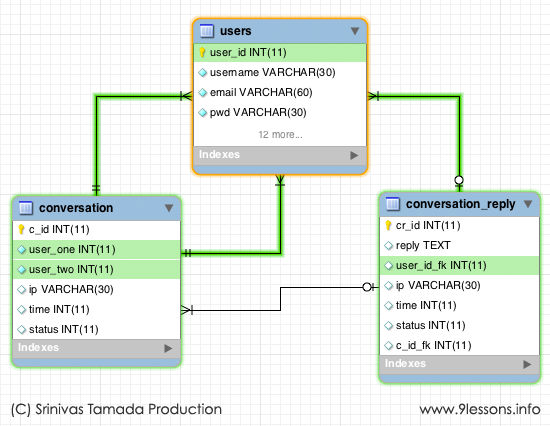 users
user_id INT(11)
username VARCHAR(30)
email VARCHAR(60)
pwd VARCHAR(30)
12 more...
Indexes
conversation
c_id INT(11)
user_one INT(11)
user_two INT(11)
ip VARCHAR(30)
time INT(11)
status INT(11)
Indexes
conversation_reply
cr_id INT(11)
reply TEXT
user_id_fk INT(11)
ip VARCHAR(30)
time INT(11)
status INT(11)
c_id_fk INT(11)
Indexes
(C) Srinivas Tamada Production
www.9lessons.info